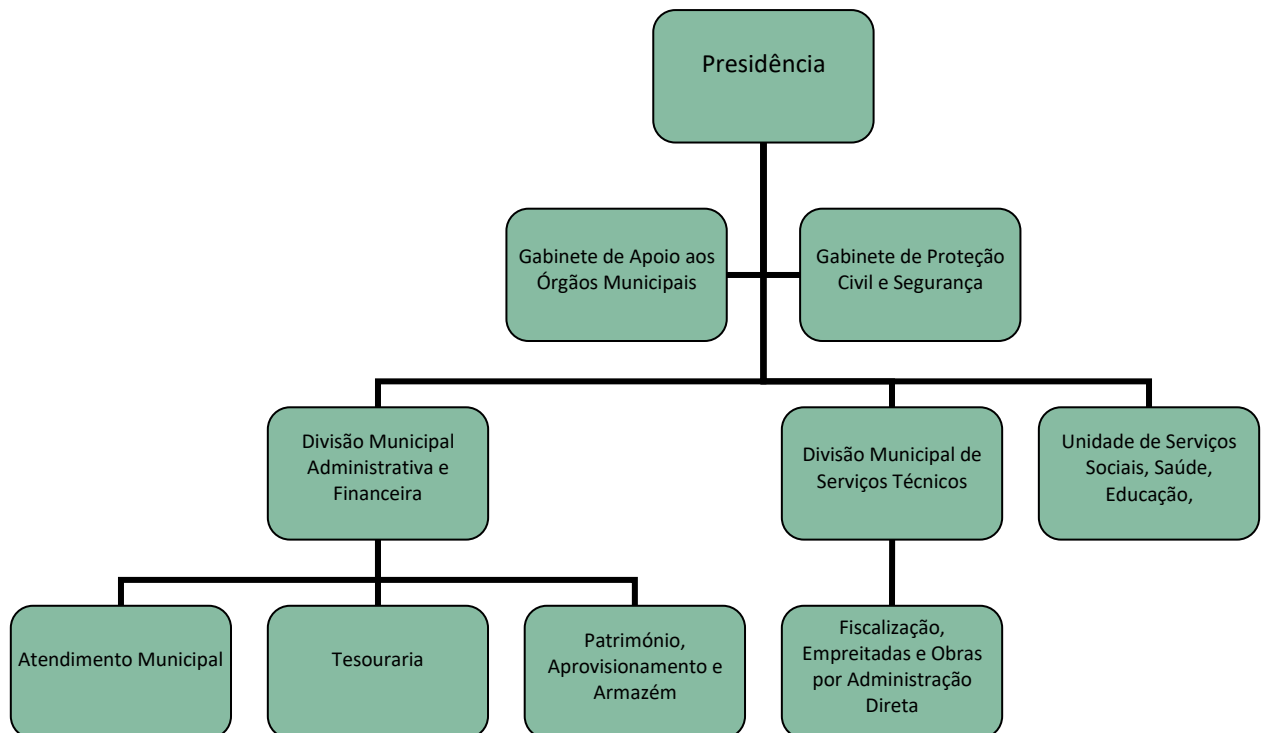 Presidência
Gabinete de Apoio aos
Órgãos Municipais
Gabinete de Proteção
Civil e Segurança
Divisão Municipal
Administrativa e
Financeira
Divisão Municipal de
Serviços Técnicos
Unidade de Serviços
Sociais, Saúde,
Educação,
Atendimento Municipal
Tesouraria
Património,
Aprovisionamento e
Armazém
Fiscalização,
Empreitadas e Obras
por Administração
Direta